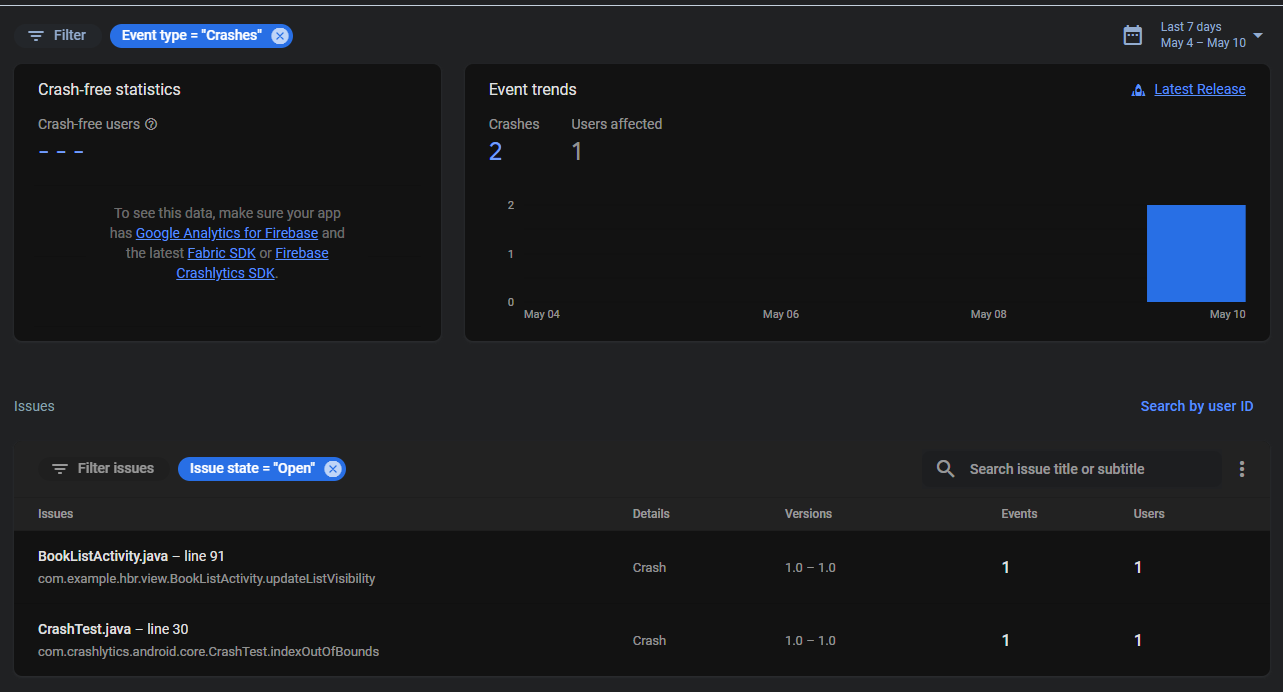 Filter
Event type = "Crashes"
Last 7 days
May 4 – May 10
Crash-free statistics
Crash-free users
– – –
To see this data, make sure your app
has Google Analytics for Firebase and
the latest Fabric SDK or Firebase
Crashlytics SDK.
Event trends
Latest Release
Crashes Users affected
2 1
2
1
0
May 04 May 06 May 08 May 10
Issues
Search by user ID
Filter issues
Issue state = "Open"
Search issue title or subtitle
Issues Details Versions Events Users
BookListActivity.java – line 91
com.example.hbr.view.BookListActivity.updateListVisibility
Crash 1.0 – 1.0 1 1
CrashTest.java – line 30
com.crashlytics.android.core.CrashTest.indexOutOfBounds
Crash 1.0 – 1.0 1 1